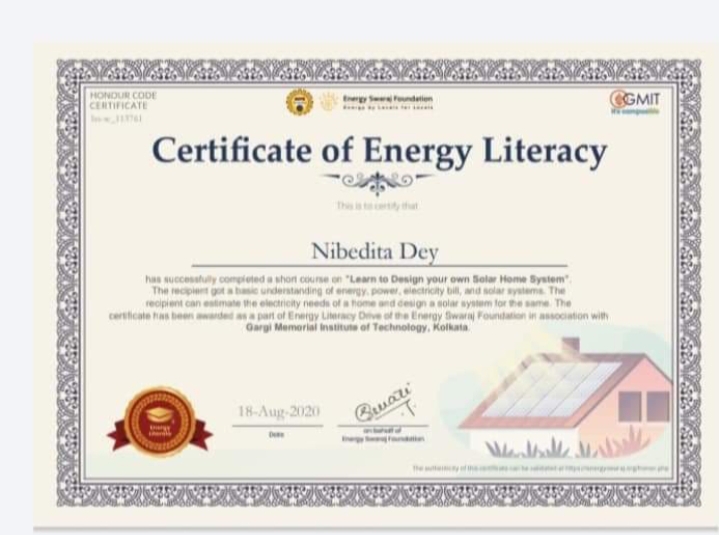 HONOUR CODE
CERTIFICATE
Energy Swaraj Foundation
Energy by Locals for Locals
GMIT
Certificate of Energy Literacy
This is to certify that
Nibedita Dey
has successfully completed a short course on "Learn to Design your own Solar Home System".
The recipient got a basic understanding of energy, power, electricity bill, and solar systems. The
recipient can estimate the electricity needs of a home and design a solar system for the same. The
certificate has been awarded as a part of Energy Literacy Drive of the Energy Swaraj Foundation in association with
Gargi Memorial Institute of Technology, Kolkata.
Energy
Literate
18-Aug-2020
Date
on behalf of
Energy Swaraj Foundation
The authenticity of this certificate can be validated at